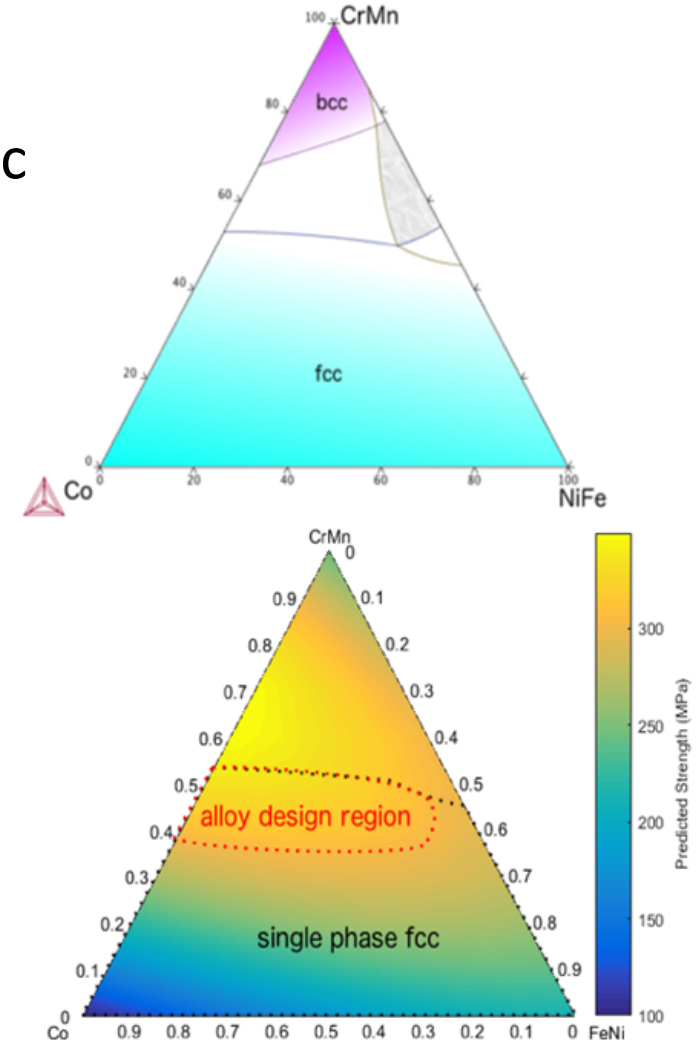 100 CrMn
80
bcc
c
60
40
20
fcc
0
0 20 40 60 80 100
Co
NiFe
CrMn
0
0.9 0.1
0.8 0.2
0.7 0.3
0.6 0.4
0.5 0.5
alloy design region
0.4 0.6
0.3 0.7
0.2 0.8
single phase fcc
0.1 0.9
0
Co 0.9 0.8 0.7 0.6 0.5 0.4 0.3 0.2 0.1 0 FeNi
300
250
200
150
100
Predicted Strength (MPa)